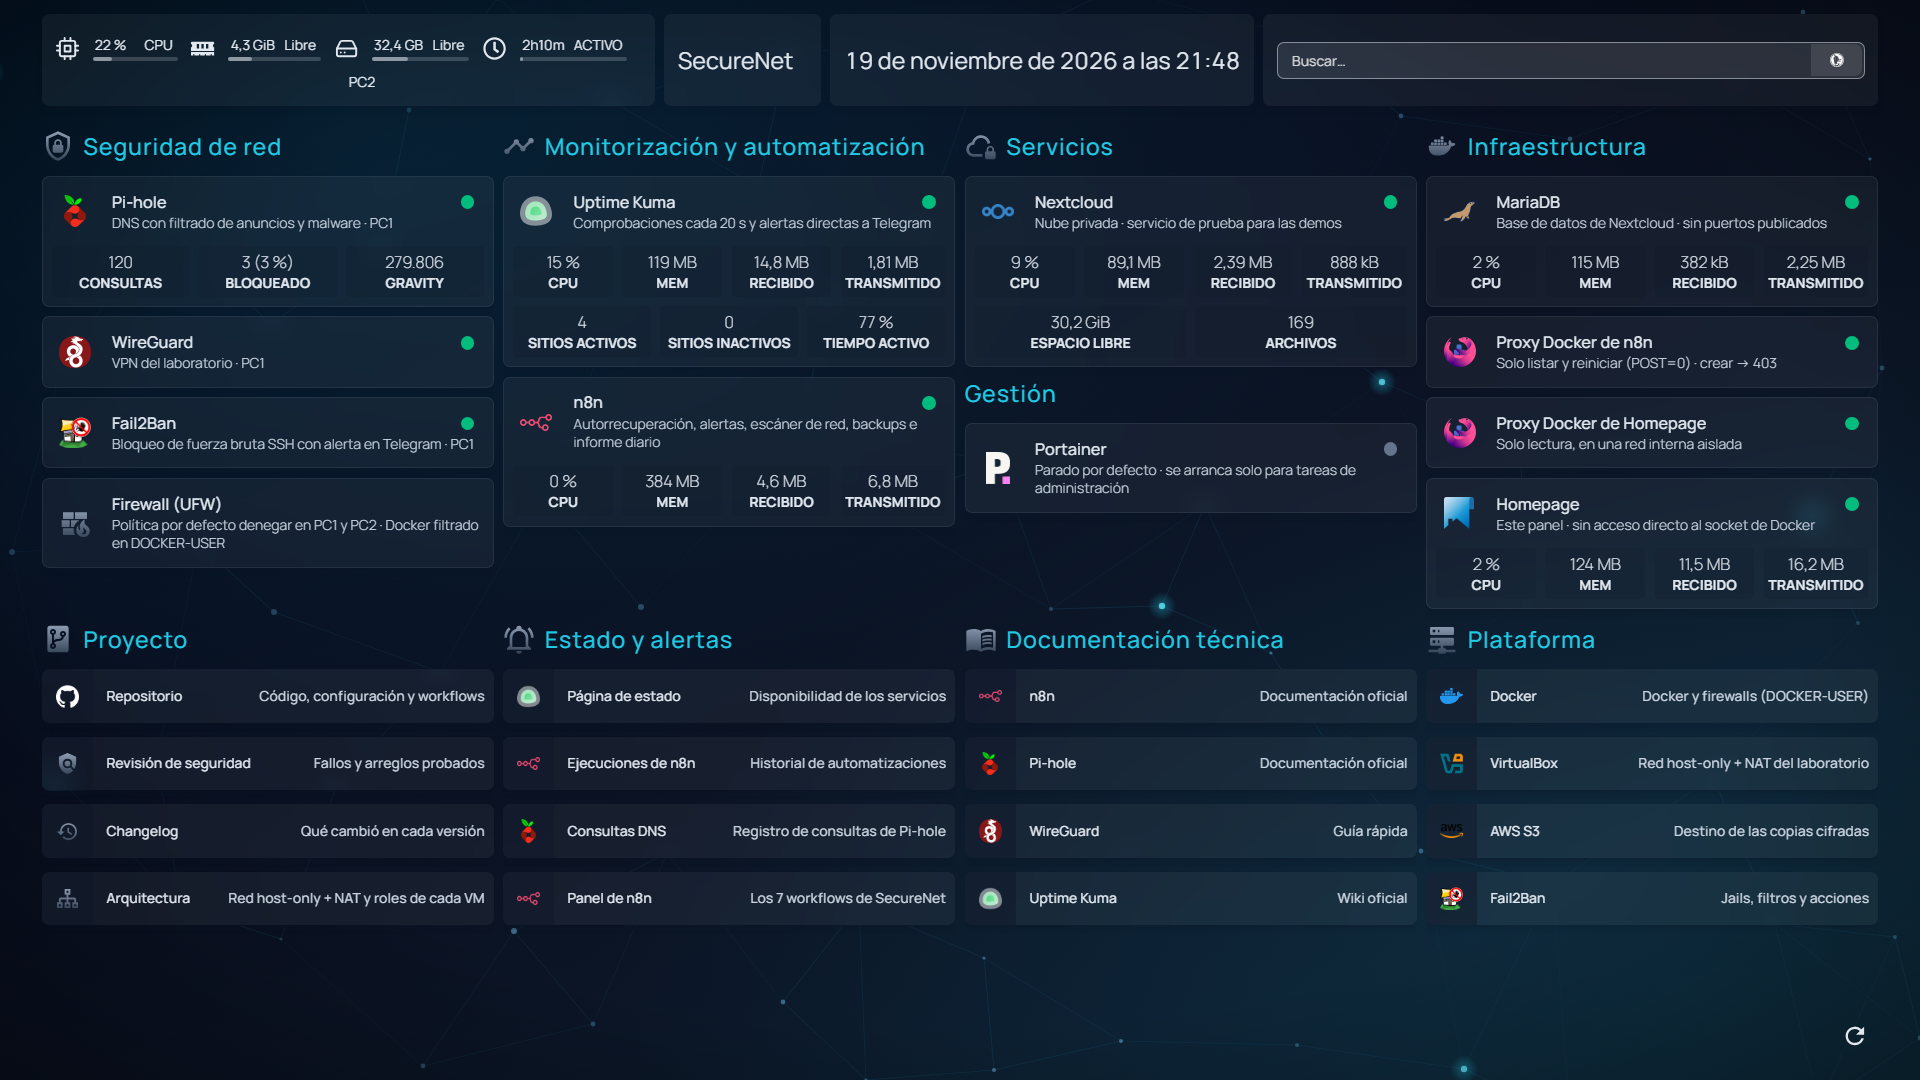 22 % CPU
4,3 GiB Libre
32,4 GB Libre
2h10m ACTIVO
PC2
SecureNet
19 de noviembre de 2026 a las 21:48
Buscar...
Seguridad de red
Pi-hole
DNS con filtrado de anuncios y malware · PC1
120 CONSULTAS
3 (3 %) BLOQUEADO
279.806 GRAVITY
WireGuard
VPN del laboratorio · PC1
Fail2Ban
Bloqueo de fuerza bruta SSH con alerta en Telegram · PC1
Firewall (UFW)
Política por defecto denegar en PC1 y PC2 · Docker filtrado
en DOCKER-USER
Monitorización y automatización
Uptime Kuma
Comprobaciones cada 20 s y alertas directas a Telegram
15 % CPU
119 MB MEM
14,8 MB RECIBIDO
1,81 MB TRANSMITIDO
4 SITIOS ACTIVOS
0 SITIOS INACTIVOS
77 % TIEMPO ACTIVO
n8n
Autorrecuperación, alertas, escáner de red, backups e
informe diario
0 % CPU
384 MB MEM
4,6 MB RECIBIDO
6,8 MB TRANSMITIDO
Servicios
Nextcloud
Nube privada · servicio de prueba para las demos
9 % CPU
89,1 MB MEM
2,39 MB RECIBIDO
888 kB TRANSMITIDO
30,2 GiB ESPACIO LIBRE
169 ARCHIVOS
Gestión
Portainer
Parado por defecto · se arranca solo para tareas de
administración
Infraestructura
MariaDB
Base de datos de Nextcloud · sin puertos publicados
2 % CPU
115 MB MEM
382 kB RECIBIDO
2,25 MB TRANSMITIDO
Proxy Docker de n8n
Solo listar y reiniciar (POST=0) · crear → 403
Proxy Docker de Homepage
Solo lectura, en una red interna aislada
Homepage
Este panel · sin acceso directo al socket de Docker
2 % CPU
124 MB MEM
11,5 MB RECIBIDO
16,2 MB TRANSMITIDO
Proyecto
Repositorio Código, configuración y workflows
Revisión de seguridad Fallos y arreglos probados
Changelog Qué cambió en cada versión
Arquitectura Red host-only + NAT y roles de cada VM
Estado y alertas
Página de estado Disponibilidad de los servicios
Ejecuciones de n8n Historial de automatizaciones
Consultas DNS Registro de consultas de Pi-hole
Panel de n8n Los 7 workflows de SecureNet
Documentación técnica
n8n Documentación oficial
Pi-hole Documentación oficial
WireGuard Guía rápida
Uptime Kuma Wiki oficial
Plataforma
Docker Docker y firewalls (DOCKER-USER)
VirtualBox Red host-only + NAT del laboratorio
aws
AWS S3 Destino de las copias cifradas
Fail2Ban Jails, filtros y acciones